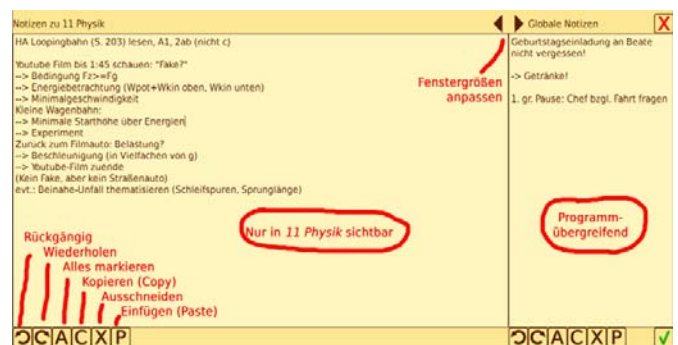 Notizen zu 11 Physik
HA Loopingbahn (S. 203) lesen, A1, 2ab (nicht c)
Youtube Film bis 1:45 schauen: "Fake?"
--> Bedingung Fz>=Fg
--> Energiebetrachtung (Wpot+Wkin oben, Wkin unten)
--> Minimalgeschwindigkeit
Kleine Wagenbahn:
--> Minimale Starthöhe über Energien
--> Experiment
Zurück zum Filmauto: Belastung?
--> Beschleunigung (in Vielfachen von g)
--> Youtube-Film zuende
(Kein Fake, aber kein Straßenauto)
evt.: Beinahe-Unfall thematisieren (Schleifspuren, Sprunglänge)
Fenstergrößen
anpassen
Nur in 11 Physik sichtbar
Rückgängig
Wiederholen
Alles markieren
Kopieren (Copy)
Ausschneiden
Einfügen (Paste)
A C X P
Globale Notizen X
Geburtstagseinladung an Beate
nicht vergessen!
-> Getränke!
1. gr. Pause: Chef bzgl. Fahrt fragen
Programm-
übergreifend
A C X P